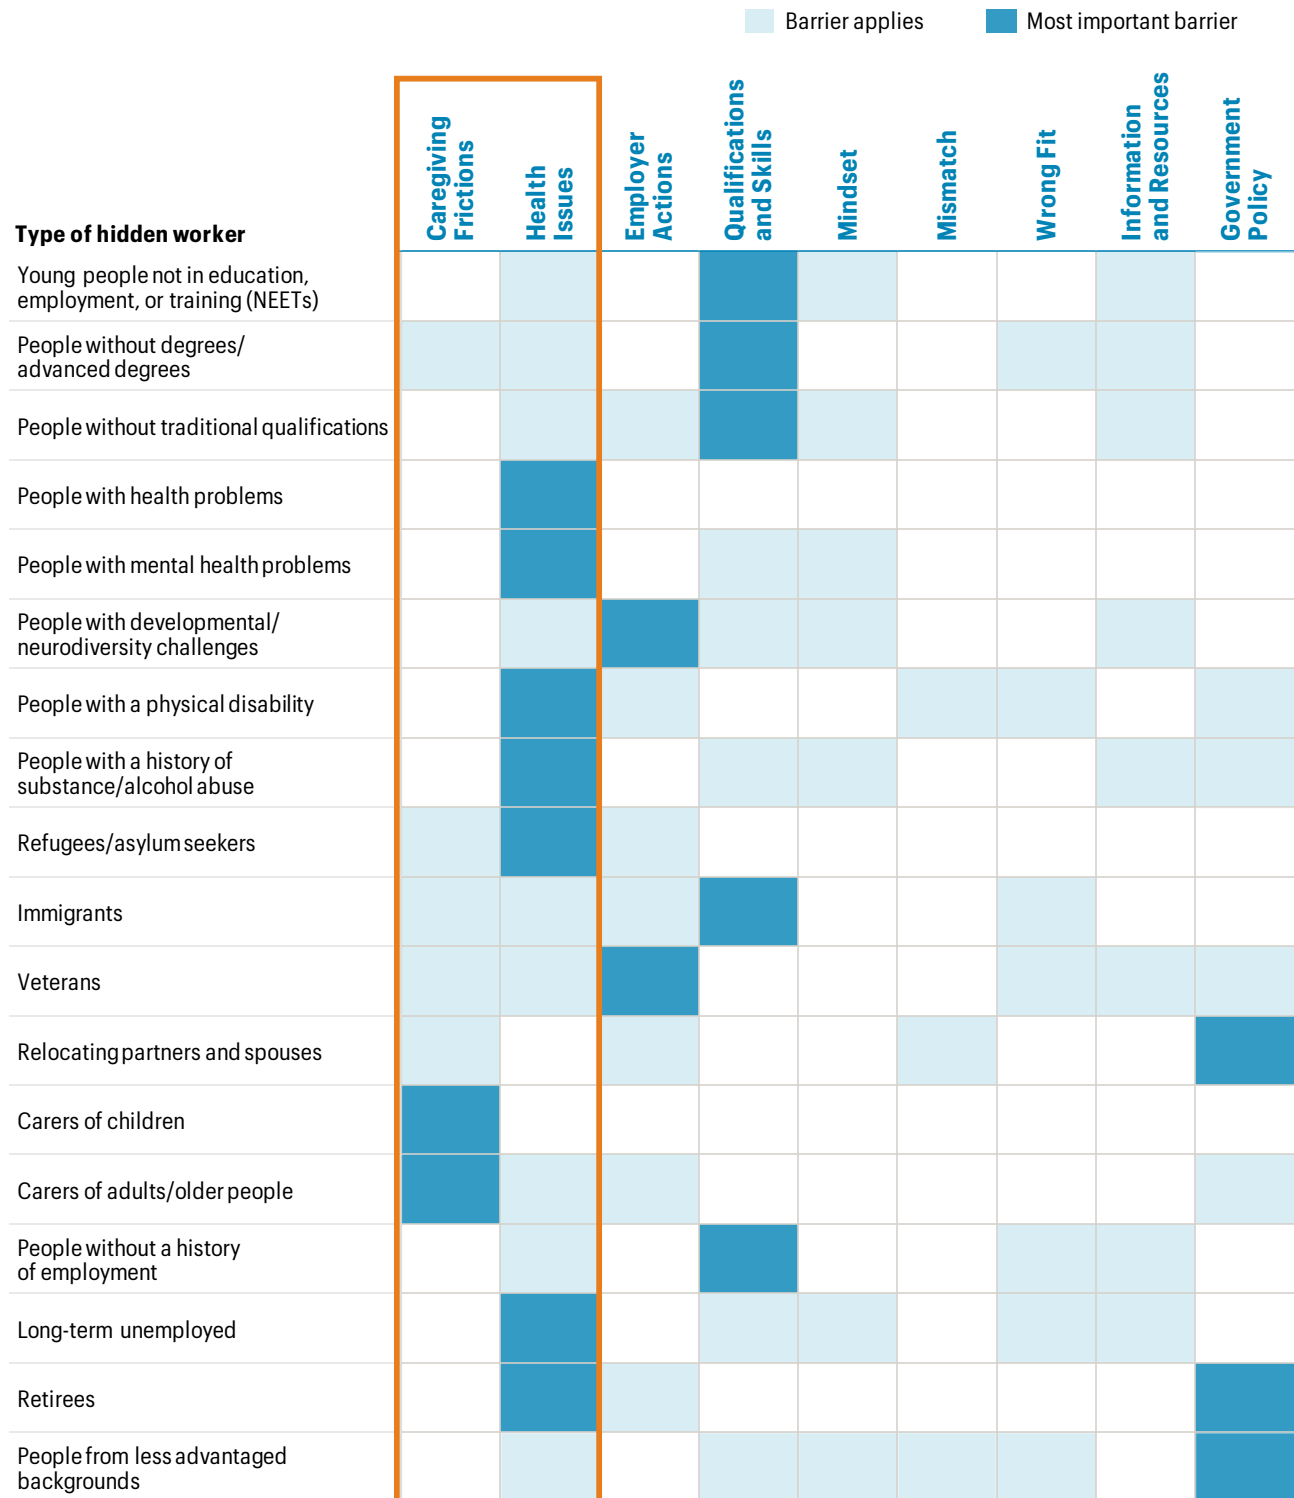 Barrier applies
Most important barrier
Caregiving
Frictions
Health
Issues
Employer
Actions
Qualifications
and Skills
Mindset
Mismatch
Wrong Fit
Information
and Resources
Government
Policy
Type of hidden worker
Young people not in education,
employment, or training (NEETs)
People without degrees/
advanced degrees
People without traditional qualifications
People with health problems
People with mental health problems
People with developmental/
neurodiversity challenges
People with a physical disability
People with a history of
substance/alcohol abuse
Refugees/asylum seekers
Immigrants
Veterans
Relocating partners and spouses
Carers of children
Carers of adults/older people
People without a history
of employment
Long-term unemployed
Retirees
People from less advantaged
backgrounds